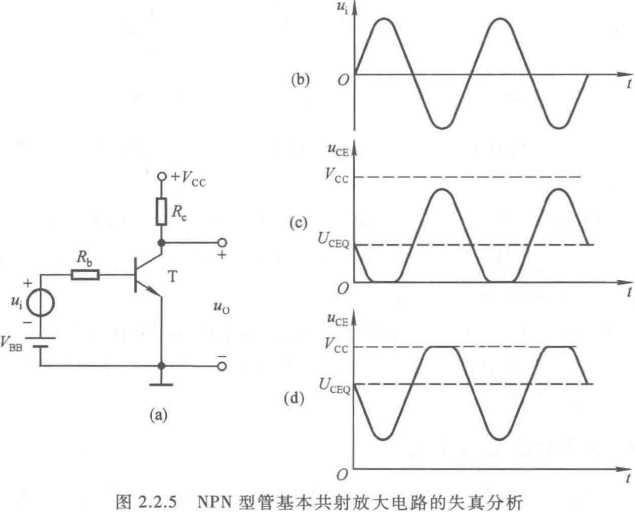 u_i
(b)
O
t
u_CE
V_CC
(c)
U_CEQ
O
t
u_CE
V_CC
U_CEQ
(d)
O
t
+V_CC
R_c
+
R_b
T
+
u_i
u_O
−
V_BB
−
(a)
图 2.2.5 NPN 型管基本共射放大电路的失真分析